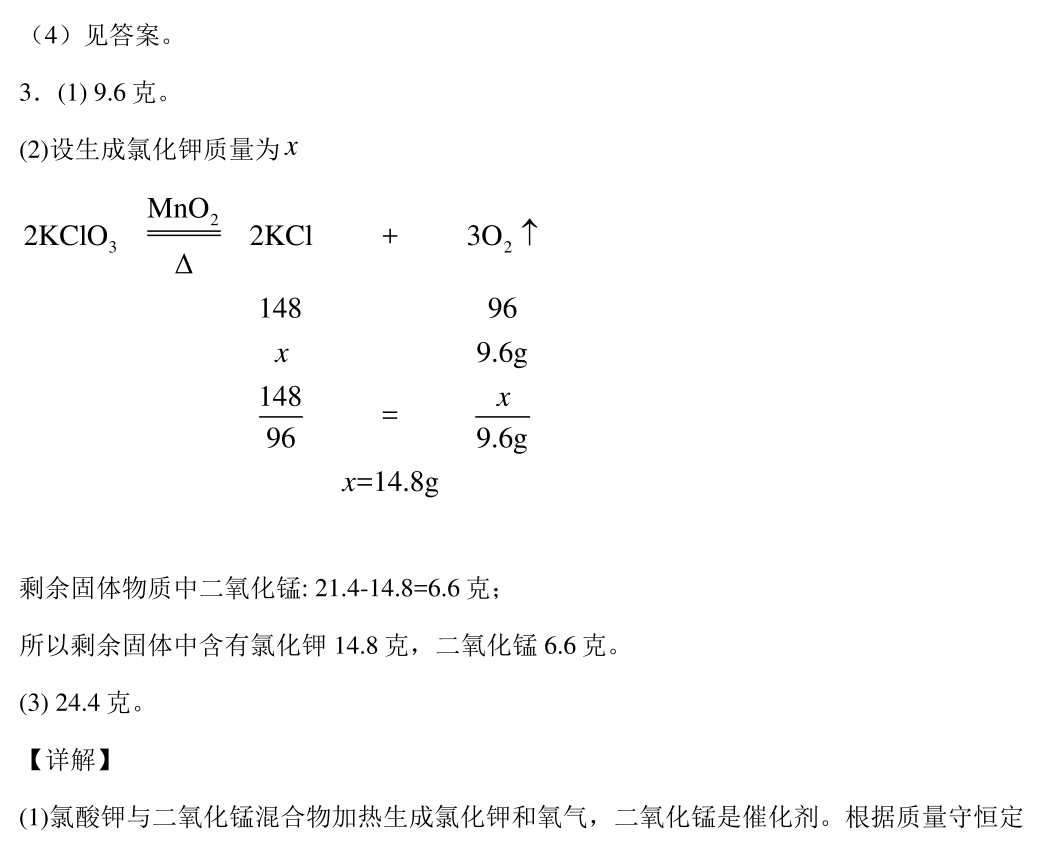 （4）见答案。
3．(1) 9.6 克。
(2)设生成氯化钾质量为 x
MnO₂
2KClO₃ ══ 2KCl + 3O₂↑
Δ
148 96
x 9.6g
148 x
=
96 9.6g
x=14.8g
剩余固体物质中二氧化锰: 21.4-14.8=6.6 克；
所以剩余固体中含有氯化钾 14.8 克，二氧化锰 6.6 克。
(3) 24.4 克。
【详解】
(1)氯酸钾与二氧化锰混合物加热生成氯化钾和氧气，二氧化锰是催化剂。根据质量守恒定